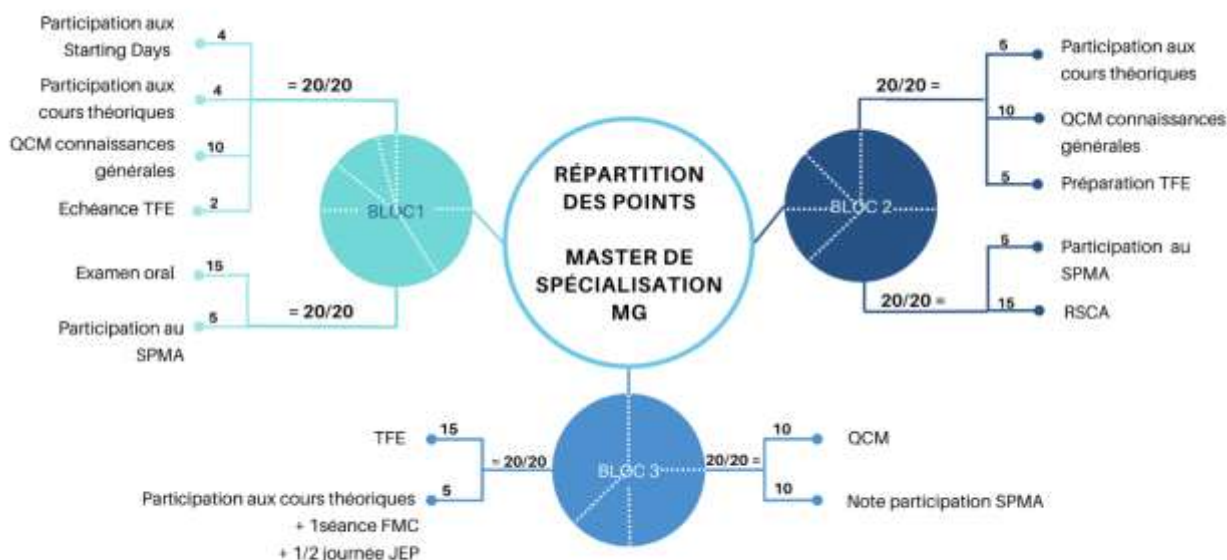 Participation aux
Starting Days
4
Participation aux
cours théoriques
4
QCM connaissances
générales
10
Echéance TFE
2
= 20/20
Examen oral
15
Participation au
SPMA
5
= 20/20
BLOC1
RÉPARTITION
DES POINTS
MASTER DE
SPÉCIALISATION
MG
BLOC 2
20/20 =
5
Participation aux
cours théoriques
10
QCM connaissances
générales
5
Préparation TFE
20/20 =
5
Participation au
SPMA
15
RSCA
TFE
15
Participation aux cours théoriques
+ 1séance FMC
+ 1/2 journée JEP
5
= 20/20
BLOC 3
20/20 =
10
QCM
10
Note participation SPMA